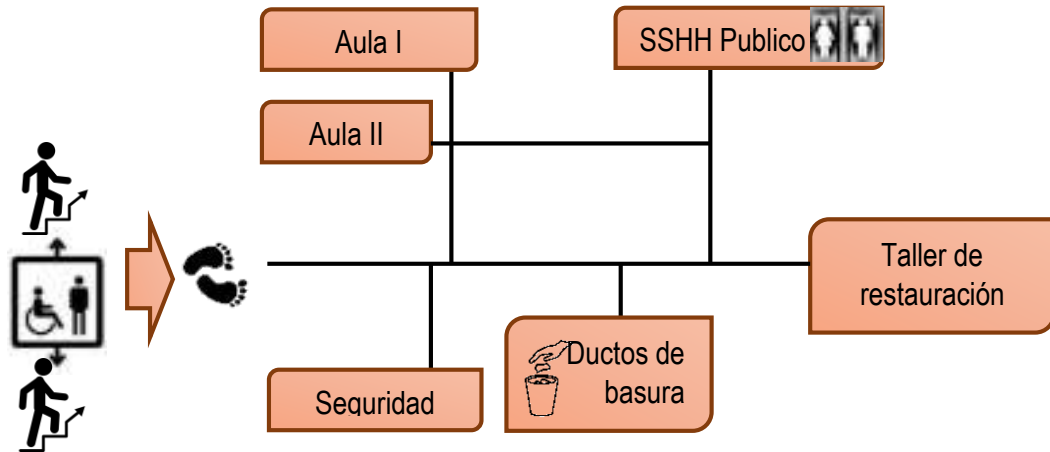 Aula I
SSHH Publico
Aula II
Taller de
restauración
Ductos de
basura
Seguridad